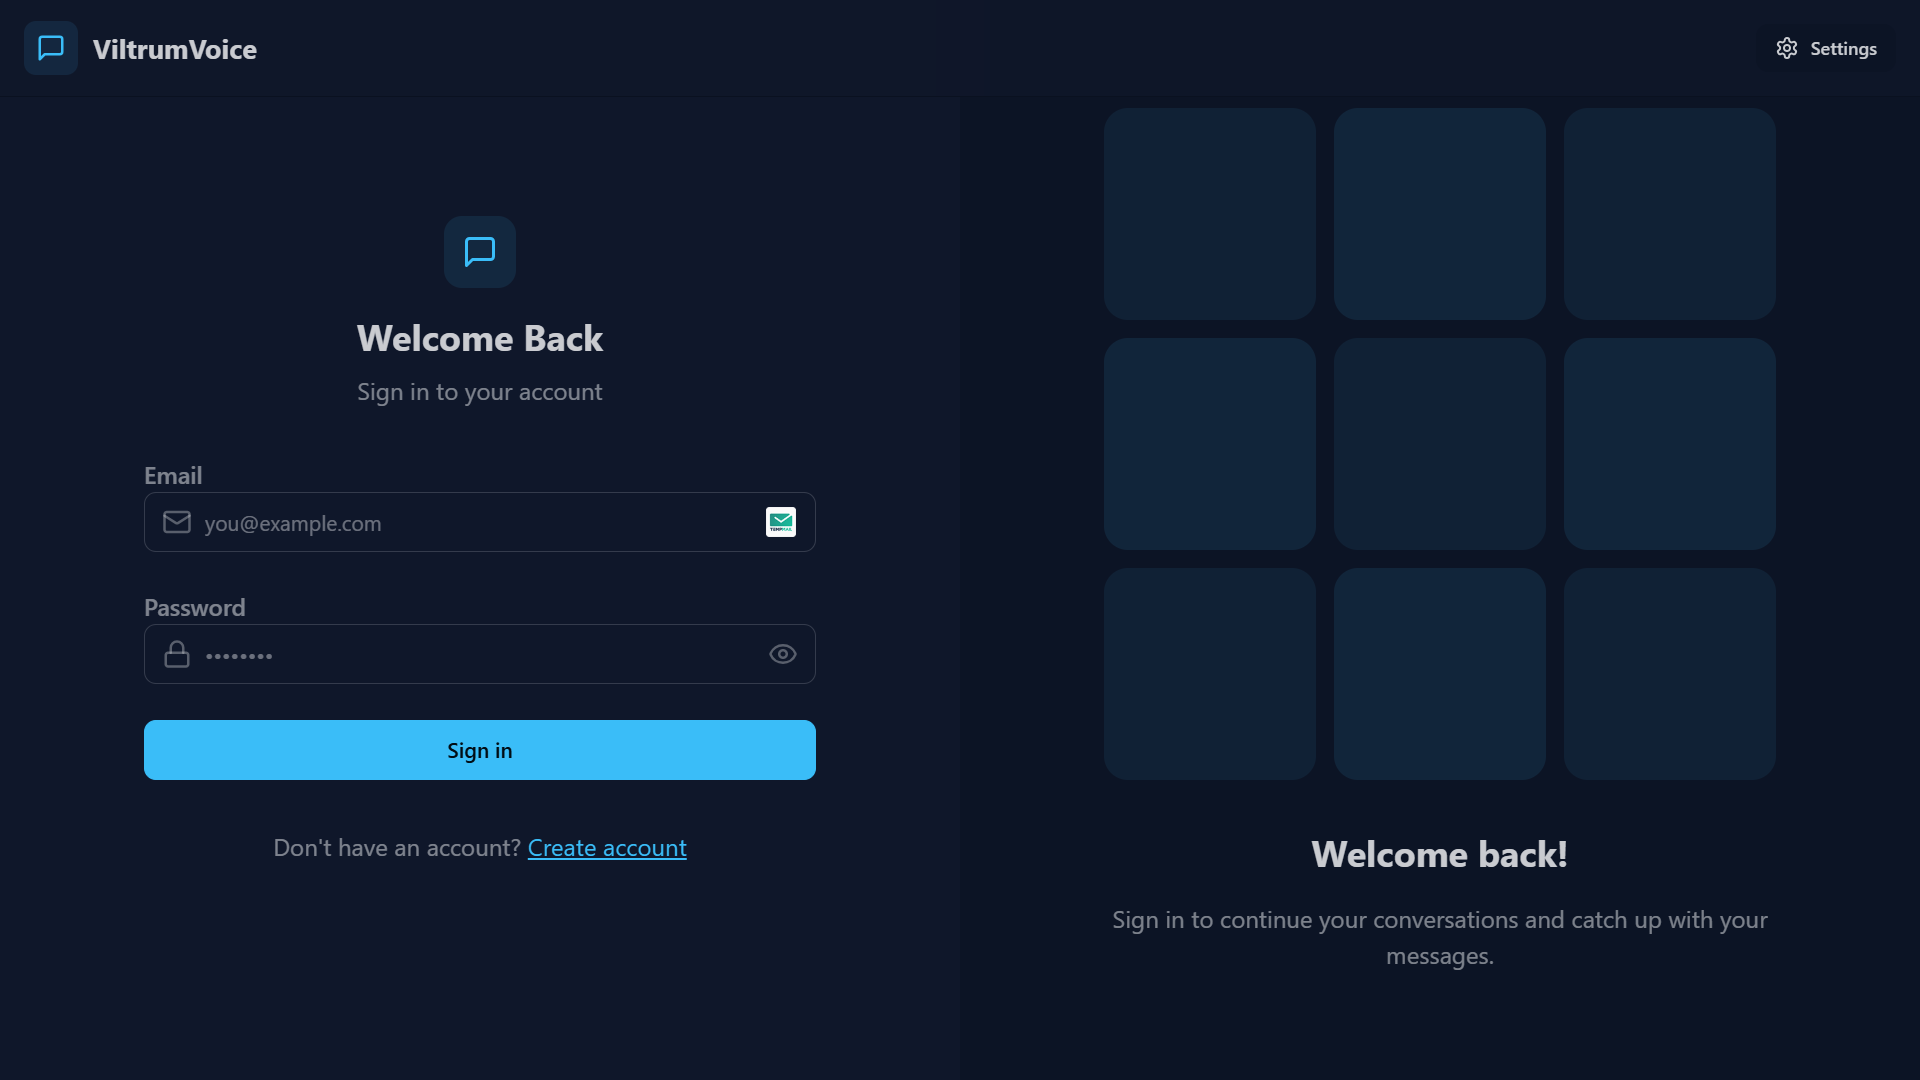 ViltrumVoice
Settings
Welcome Back
Sign in to your account
Email
you@example.com
Password
••••••••
Sign in
Don't have an account? Create account
Welcome back!
Sign in to continue your conversations and catch up with your
messages.